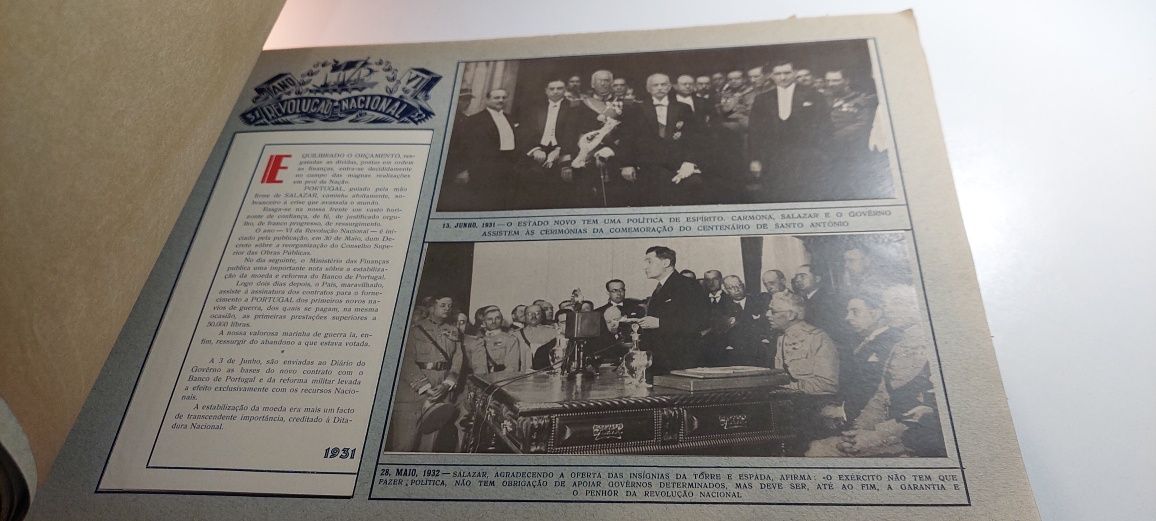 ANO VI
31 REVOLUÇÃO NACIONAL 32
EQUILIBRADO O ORÇAMENTO, res-
gatadas as dívidas, postas em ordem
as finanças, entra-se decididamente
no campo das magnas realizações
em prol da Nação.
PORTUGAL, guiado pela mão
firme de SALAZAR, caminha afoitamente, so-
branceiro à crise que avassala o mundo.
Rasga-se na nossa frente um vasto hori-
zonte de confiança, de fé, de justificado orgu-
lho, de franco progresso, de ressurgimento.
O ano — VI da Revolução Nacional — é ini-
ciado pela publicação, em 30 de Maio, dum De-
creto sôbre a reorganização do Conselho Supe-
rior das Obras Públicas.
No dia seguinte, o Ministério das Finanças
publica uma importante nota sôbre a estabiliza-
ção da moeda e reforma do Banco de Portugal.
Logo dois dias depois, o País, maravilhado,
assiste à assinatura dos contratos para o forne-
cimento a PORTUGAL dos primeiros novos na-
vios de guerra, dos quais se pagam, na mesma
ocasião, as primeiras prestações superiores a
50.000 libras.
A nossa valorosa marinha de guerra ia, en-
fim, ressurgir do abandono a que estava votada.
*
A 3 de Junho, são enviadas ao Diário do
Govêrno as bases do novo contrato com o
Banco de Portugal e da reforma militar levada
a efeito exclusivamente com os recursos Nacio-
nais.
A estabilização da moeda era mais um facto
de transcendente importância, creditado à Dita-
dura Nacional.
1931
13, JUNHO, 1931 — O ESTADO NOVO TEM UMA POLÍTICA DE ESPÍRITO. CARMONA, SALAZAR E O GOVÊRNO
ASSISTEM ÀS CERIMÓNIAS DA COMEMORAÇÃO DO CENTENÁRIO DE SANTO ANTÓNIO
28, MAIO, 1932 — SALAZAR, AGRADECENDO A OFERTA DAS INSÍGNIAS DA TÔRRE E ESPADA, AFIRMA: «O EXÉRCITO NÃO TEM QUE
FAZER POLÍTICA, NÃO TEM OBRIGAÇÃO DE APOIAR GOVÊRNOS DETERMINADOS, MAS DEVE SER, ATÉ AO FIM, A GARANTIA E
O PENHOR DA REVOLUÇÃO NACIONAL